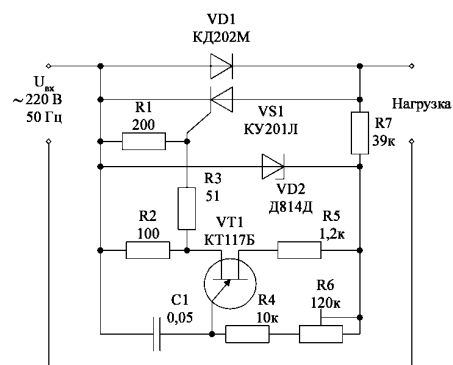 VD1
КД202М
Uвх
~220 В
50 Гц
R1
200
VS1
КУ201Л
Нагрузка
R7
39к
R3
51
VD2
Д814Д
R2
100
VT1
КТ117Б
R5
1,2к
C1
0,05
R4
10к
R6
120к